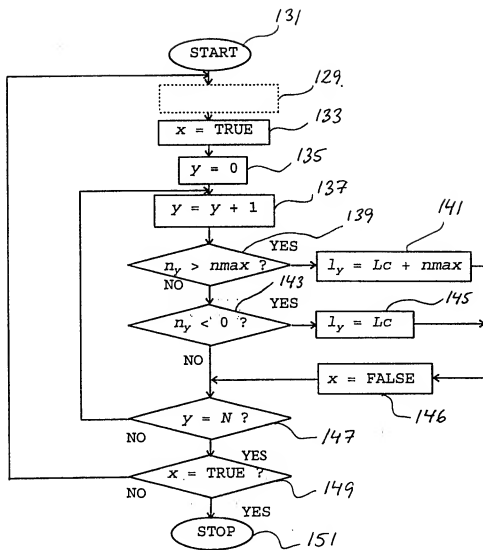 131
START
129
x = TRUE
133
y = 0
135
y = y + 1
137
139
141
YES
n_y > nmax ?
l_y = Lc + nmax
NO
143
YES
145
n_y < 0 ?
l_y = Lc
NO
x = FALSE
146
y = N ?
NO
147
YES
x = TRUE ?
NO
149
YES
STOP
151